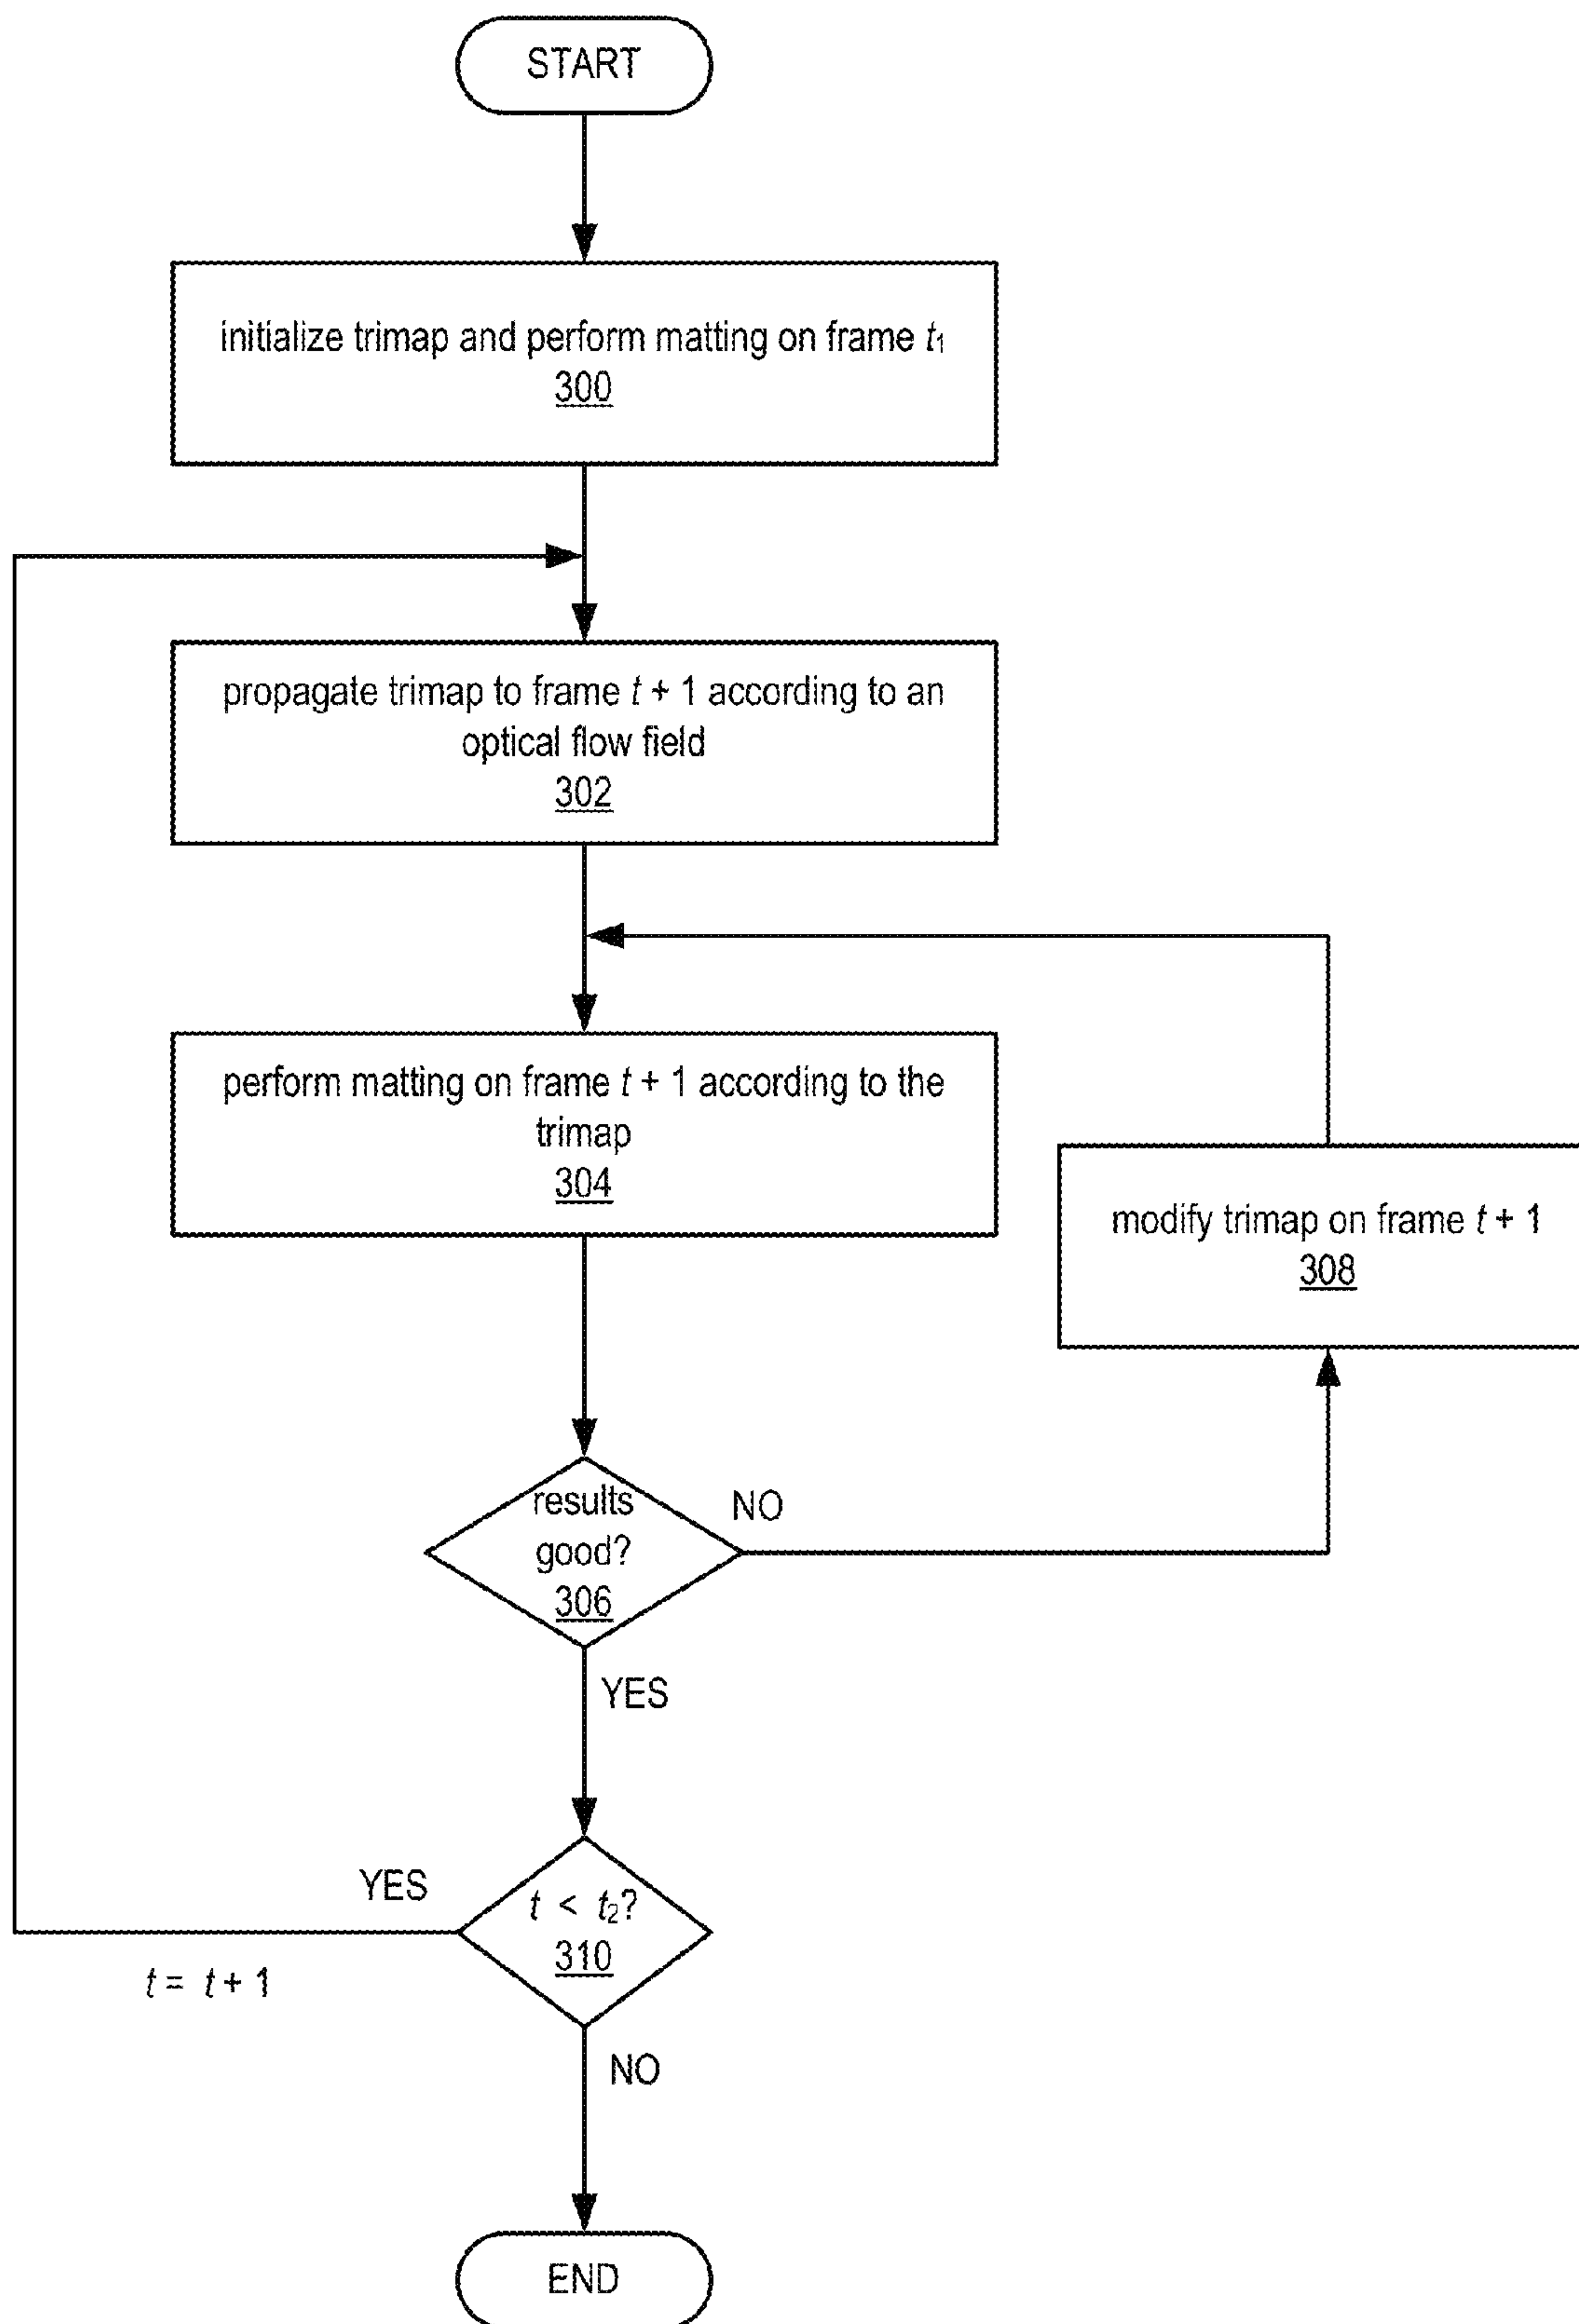 START
initialize trimap and perform matting on frame t₁
300
propagate trimap to frame t + 1 according to an
optical flow field
302
perform matting on frame t + 1 according to the
trimap
304
modify trimap on frame t + 1
308
results
good?
306
NO
YES
YES
t < t₂?
310
t = t + 1
NO
END